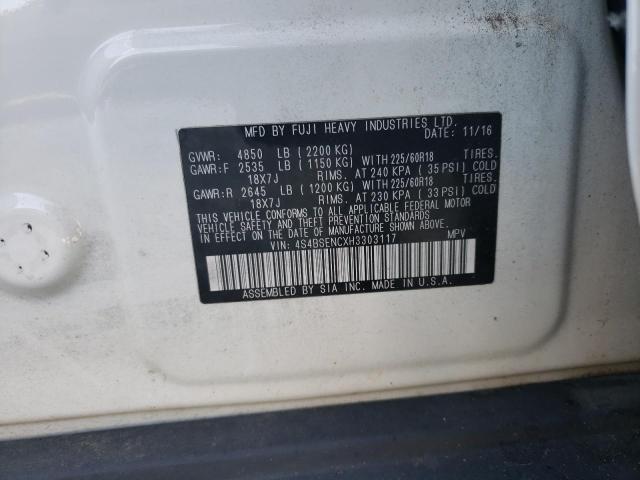 MFD BY FUJI HEAVY INDUSTRIES LTD.
DATE: 11/16
GVWR: 4850 LB (2200 KG)
GAWR:F 2535 LB (1150 KG) WITH 225/60R18 TIRES.
18X7J RIMS. AT 240 KPA (35 PSI) COLD
GAWR:R 2645 LB (1200 KG) WITH 225/60R18 TIRES.
18X7J RIMS. AT 230 KPA (33 PSI) COLD
THIS VEHICLE CONFORMS TO ALL APPLICABLE FEDERAL MOTOR
VEHICLE SAFETY AND THEFT PREVENTION STANDARDS
IN EFFECT ON THE DATE OF MANUFACTURE SHOWN ABOVE.
VIN: 4S4BSENCXH3303117 MPV
ASSEMBLED BY SIA INC. MADE IN U.S.A.